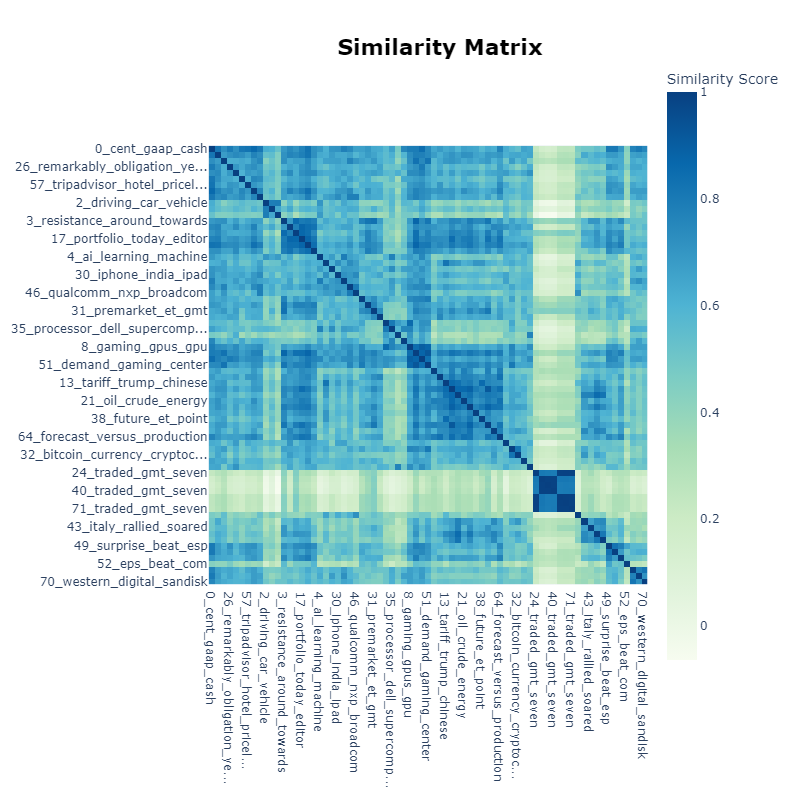 Similarity Matrix
Similarity Score
1
0.8
0.6
0.4
0.2
0
0_cent_gaap_cash
26_remarkably_obligation_ye...
57_tripadvisor_hotel_pricel...
2_driving_car_vehicle
3_resistance_around_towards
17_portfolio_today_editor
4_ai_learning_machine
30_iphone_india_ipad
46_qualcomm_nxp_broadcom
31_premarket_et_gmt
35_processor_dell_supercomp...
8_gaming_gpus_gpu
51_demand_gaming_center
13_tariff_trump_chinese
21_oil_crude_energy
38_future_et_point
64_forecast_versus_production
32_bitcoin_currency_cryptoc...
24_traded_gmt_seven
40_traded_gmt_seven
71_traded_gmt_seven
43_italy_rallied_soared
49_surprise_beat_esp
52_eps_beat_com
70_western_digital_sandisk
0_cent_gaap_cash
26_remarkably_obligation_ye...
57_tripadvisor_hotel_pricel...
2_driving_car_vehicle
3_resistance_around_towards
17_portfolio_today_editor
4_ai_learning_machine
30_iphone_india_ipad
46_qualcomm_nxp_broadcom
31_premarket_et_gmt
35_processor_dell_supercomp...
8_gaming_gpus_gpu
51_demand_gaming_center
13_tariff_trump_chinese
21_oil_crude_energy
38_future_et_point
64_forecast_versus_production
32_bitcoin_currency_cryptoc...
24_traded_gmt_seven
40_traded_gmt_seven
71_traded_gmt_seven
43_italy_rallied_soared
49_surprise_beat_esp
52_eps_beat_com
70_western_digital_sandisk